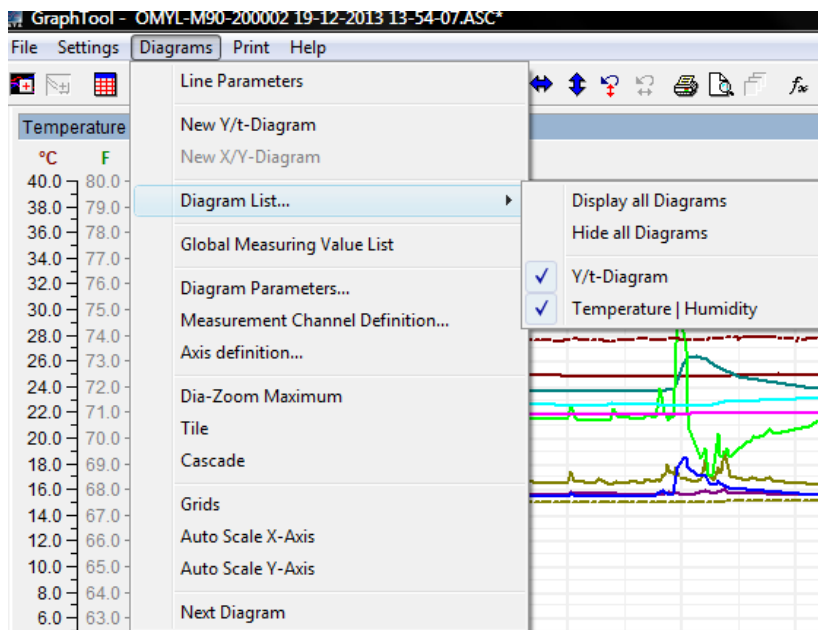 GraphTool - OMYL-M90-200002 19-12-2013 13-54-07.ASC*
File Settings Diagrams Print Help
fx
Temperature
°C F
40.0 80.0
38.0 79.0
36.0 78.0
34.0 77.0
32.0 76.0
30.0 75.0
28.0 74.0
26.0 73.0
24.0 72.0
22.0 71.0
20.0 70.0
18.0 69.0
16.0 68.0
14.0 67.0
12.0 66.0
10.0 65.0
8.0 64.0
6.0 63.0
Line Parameters
New Y/t-Diagram
New X/Y-Diagram
Diagram List...
Global Measuring Value List
Diagram Parameters...
Measurement Channel Definition...
Axis definition...
Dia-Zoom Maximum
Tile
Cascade
Grids
Auto Scale X-Axis
Auto Scale Y-Axis
Next Diagram
Display all Diagrams
Hide all Diagrams
Y/t-Diagram
Temperature | Humidity